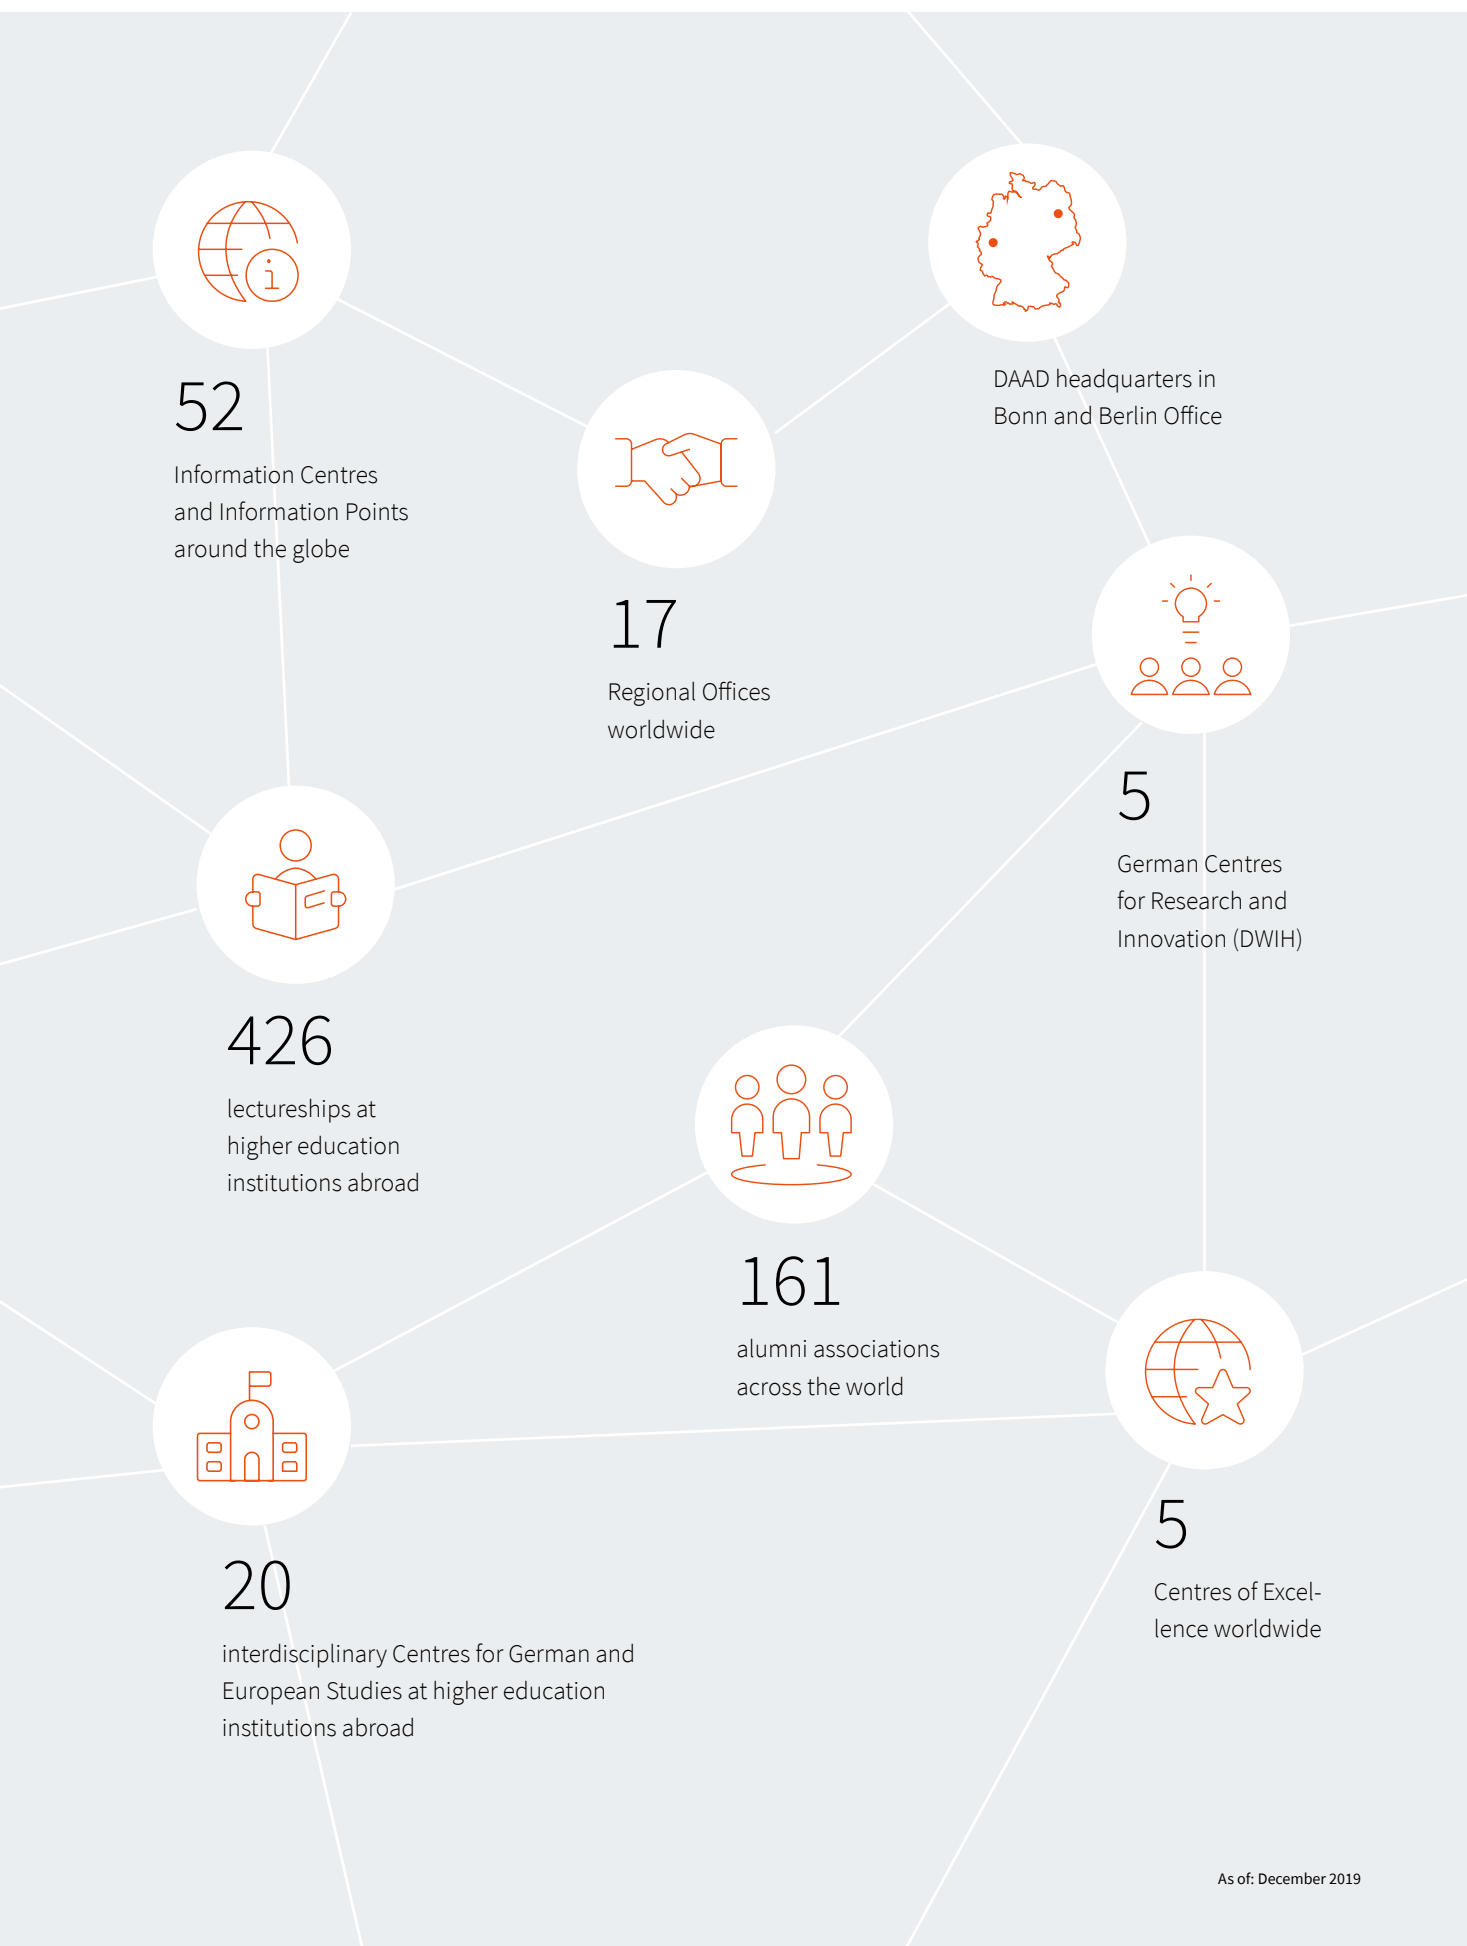 52
Information Centres
and Information Points
around the globe
DAAD headquarters in
Bonn and Berlin Office
17
Regional Offices
worldwide
5
German Centres
for Research and
Innovation (DWIH)
426
lectureships at
higher education
institutions abroad
161
alumni associations
across the world
5
Centres of Excel-
lence worldwide
20
interdisciplinary Centres for German and
European Studies at higher education
institutions abroad
As of: December 2019